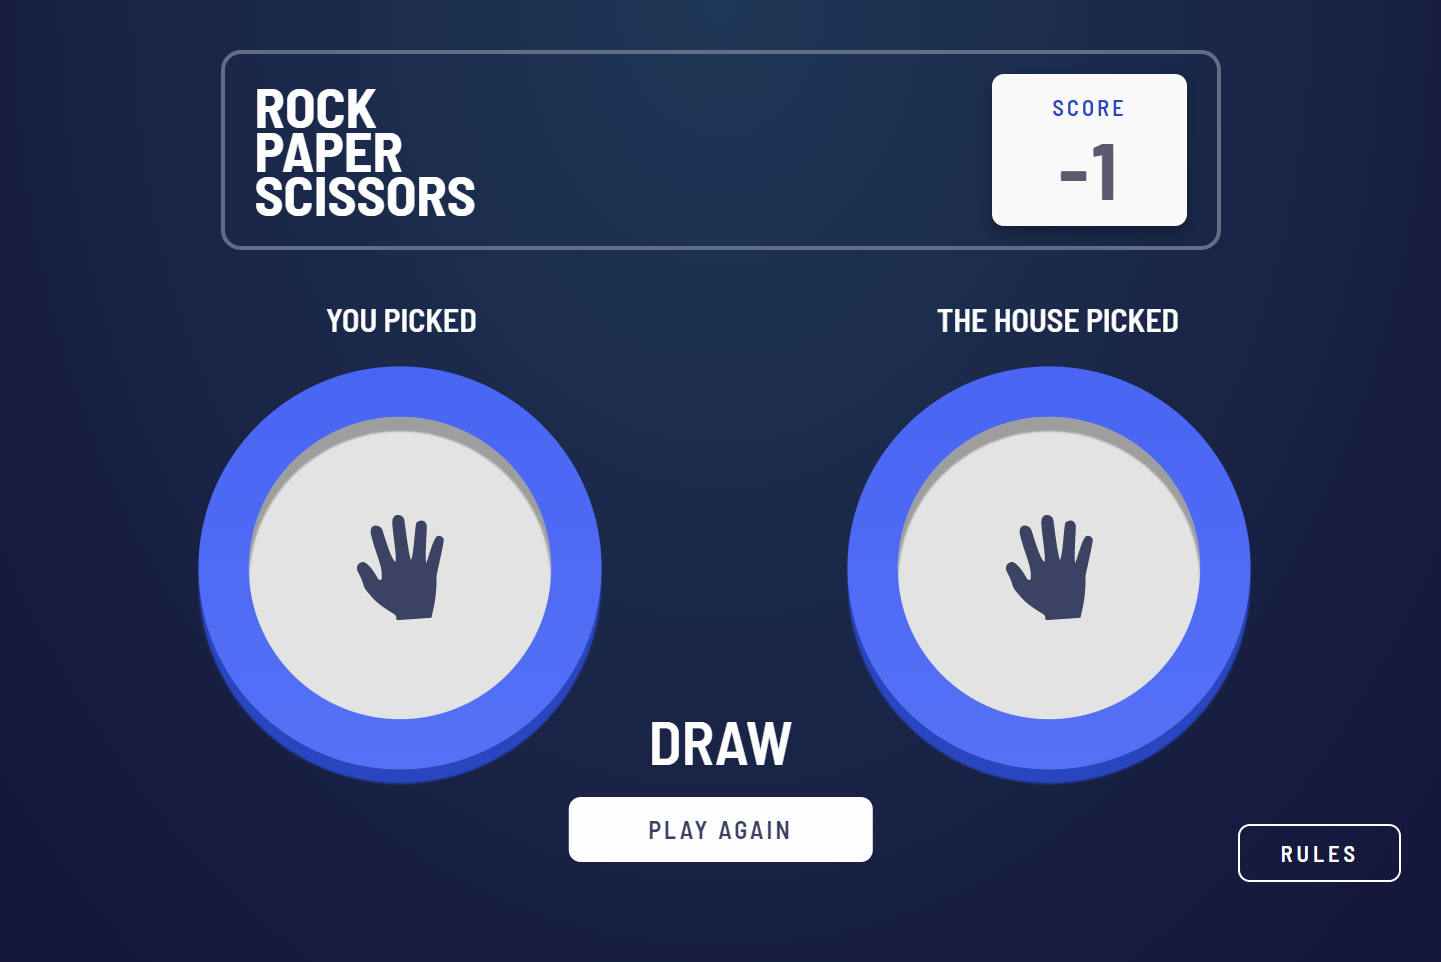 ROCK
PAPER
SCISSORS
SCORE
-1
YOU PICKED
THE HOUSE PICKED
DRAW
PLAY AGAIN
RULES